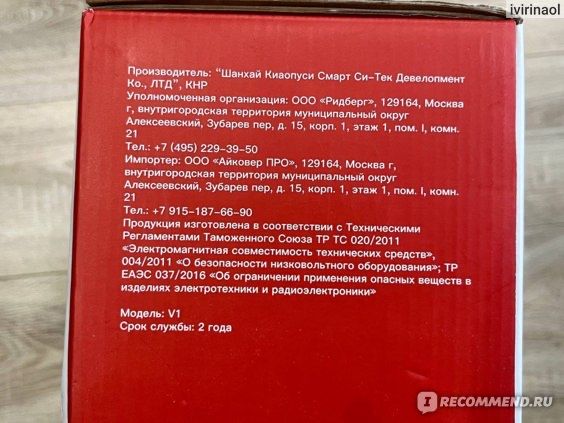 ivirinaol
Производитель: "Шанхай Киаопуси Смарт Си-Тек Девелопмент
Ко., ЛТД", КНР
Уполномоченная организация: ООО «Ридберг», 129164, Москва
г, внутригородская территория муниципальный округ
Алексеевский, Зубарев пер, д. 15, корп. 1, этаж 1, пом. I, комн.
21
Тел.: +7 (495) 229-39-50
Импортер: ООО «Айковер ПРО», 129164, Москва г,
внутригородская территория муниципальный округ
Алексеевский, Зубарев пер, д. 15, корп. 1, этаж 1, пом. I, комн.
21
Тел.: +7 915-187-66-90
Продукция изготовлена в соответствии с Техническими
Регламентами Таможенного Союза ТР ТС 020/2011
«Электромагнитная совместимость технических средств»,
004/2011 «О безопасности низковольтного оборудования»; ТР
ЕАЭС 037/2016 «Об ограничении применения опасных веществ в
изделиях электротехники и радиоэлектроники»
Модель: V1
Срок службы: 2 года
I RECOMMEND.RU